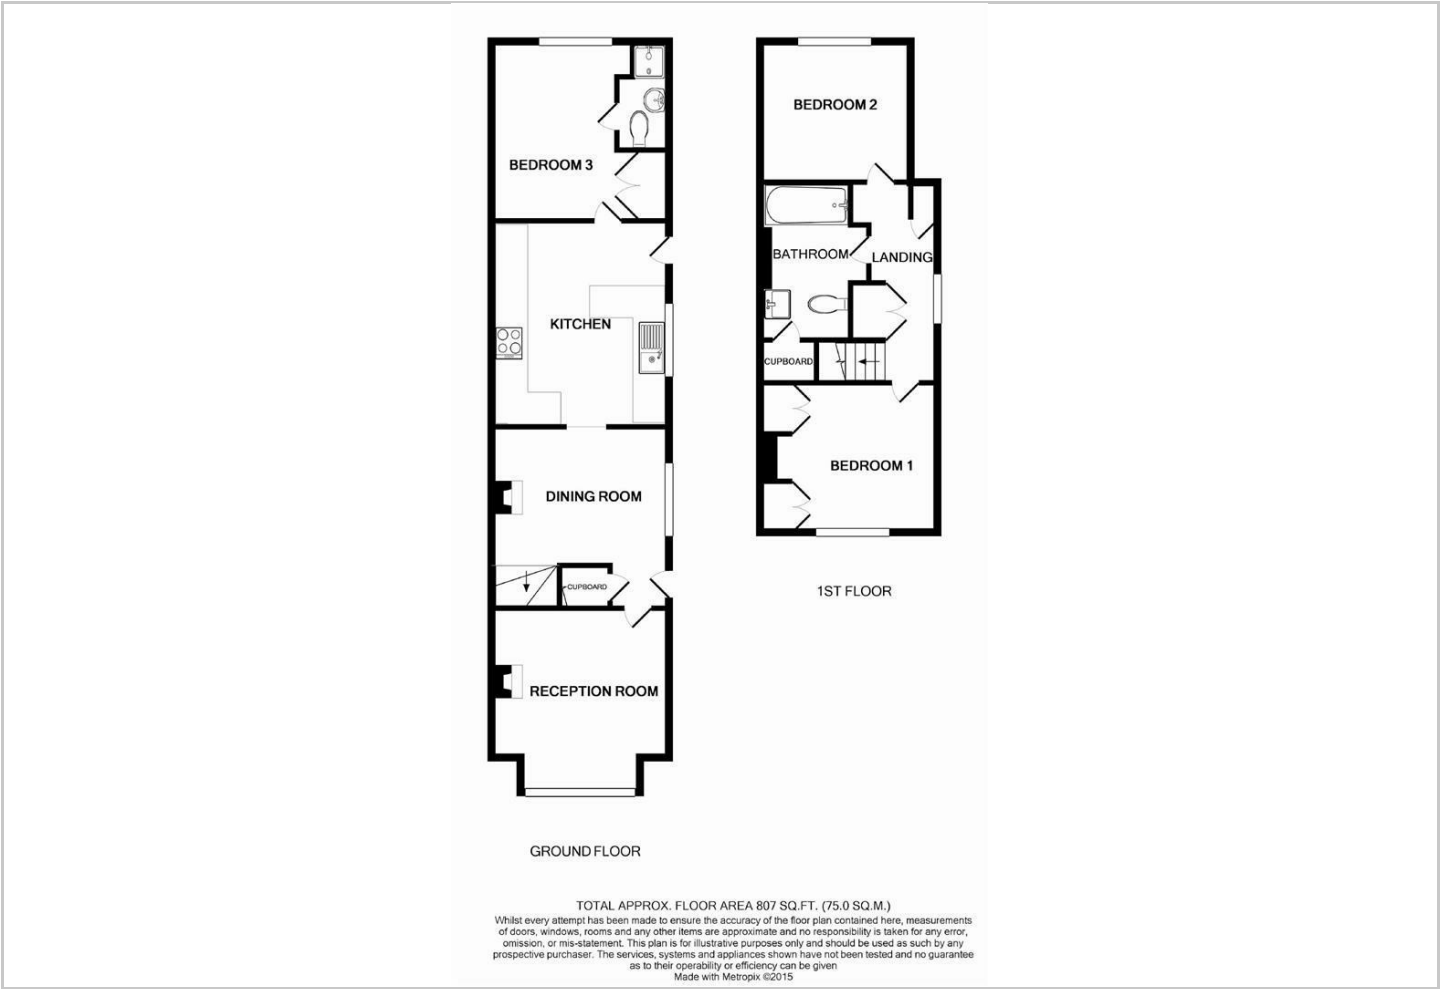 BEDROOM 3
KITCHEN
DINING ROOM
CUPBOARD
RECEPTION ROOM
GROUND FLOOR
BEDROOM 2
BATHROOM
LANDING
CUPBOARD
BEDROOM 1
1ST FLOOR
TOTAL APPROX. FLOOR AREA 807 SQ.FT. (75.0 SQ.M.)
Whilst every attempt has been made to ensure the accuracy of the floor plan contained here, measurements
of doors, windows, rooms and any other items are approximate and no responsibility is taken for any error,
omission, or mis-statement. This plan is for illustrative purposes only and should be used as such by any
prospective purchaser. The services, systems and appliances shown have not been tested and no guarantee
as to their operability or efficiency can be given
Made with Metropix ©2015